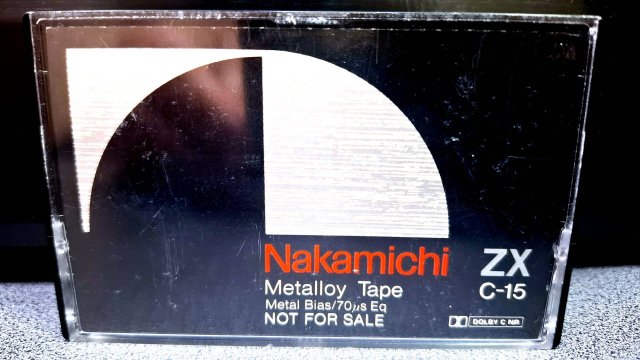 Nakamichi ZX
Metalloy Tape C-15
Metal Bias/70μs Eq
NOT FOR SALE DOLBY C NR